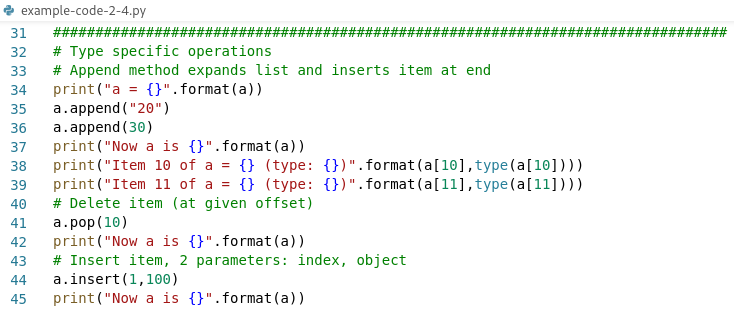 example-code-2-4.py
31 ################################################################################
32 # Type specific operations
33 # Append method expands list and inserts item at end
34 print("a = {}".format(a))
35 a.append("20")
36 a.append(30)
37 print("Now a is {}".format(a))
38 print("Item 10 of a = {} (type: {})".format(a[10],type(a[10])))
39 print("Item 11 of a = {} (type: {})".format(a[11],type(a[11])))
40 # Delete item (at given offset)
41 a.pop(10)
42 print("Now a is {}".format(a))
43 # Insert item, 2 parameters: index, object
44 a.insert(1,100)
45 print("Now a is {}".format(a))